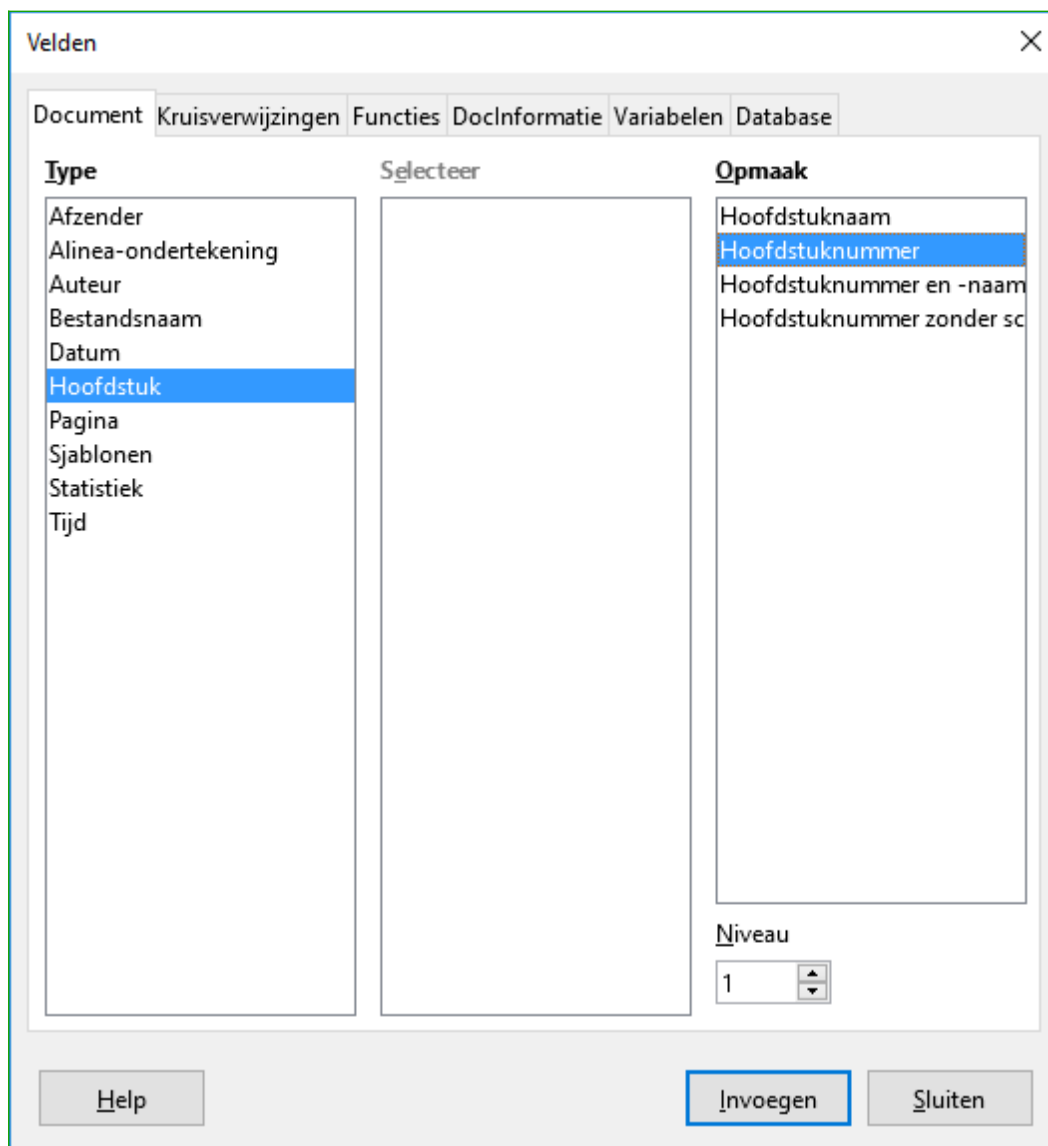 Velden
Document Kruisverwijzingen Functies DocInformatie Variabelen Database
Type
Afzender
Alinea-ondertekening
Auteur
Bestandsnaam
Datum
Hoofdstuk
Pagina
Sjablonen
Statistiek
Tijd
Selecteer
Opmaak
Hoofdstuknaam
Hoofdstuknummer
Hoofdstuknummer en -naam
Hoofdstuknummer zonder sc
Niveau
1
Help Invoegen Sluiten